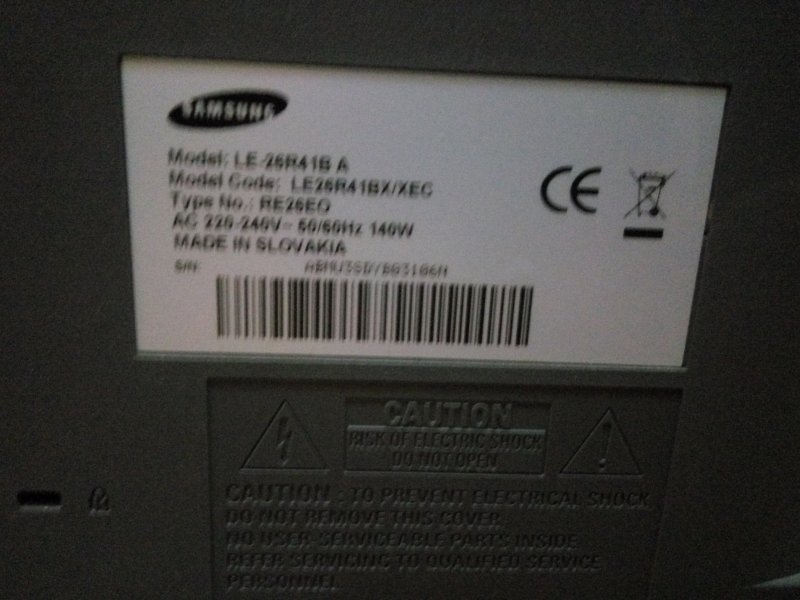 SAMSUNG
Model: LE-26R41B A
Model Code: LE26R41BX/XEC
Type No.: RE26EO
AC 220-240V~ 50/60Hz 140W
MADE IN SLOVAKIA
S/N:
CE
CAUTION
RISK OF ELECTRIC SHOCK
DO NOT OPEN
CAUTION : TO PREVENT ELECTRICAL SHOCK,
DO NOT REMOVE THIS COVER.
NO USER-SERVICEABLE PARTS INSIDE.
REFER SERVICING TO QUALIFIED SERVICE
PERSONNEL.